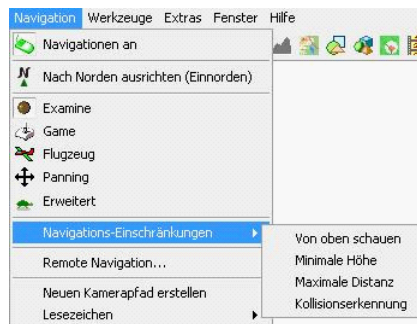 Navigation Werkzeuge Extras Fenster Hilfe
Navigationen an
Nach Norden ausrichten (Einnorden)
Examine
Game
Flugzeug
Panning
Erweitert
Navigations-Einschränkungen
Von oben schauen
Remote Navigation...
Minimale Höhe
Maximale Distanz
Neuen Kamerapfad erstellen
Kollisionserkennung
Lesezeichen